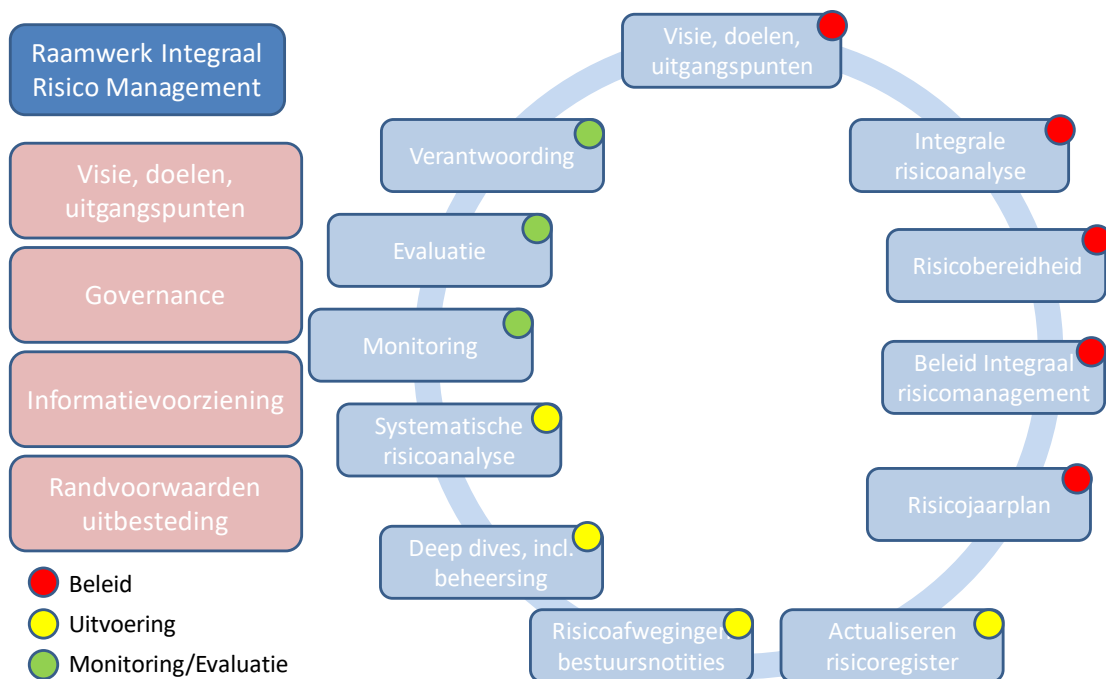 Raamwerk Integraal
Risico Management
Visie, doelen,
uitgangspunten
Governance
Informatievoorziening
Randvoorwaarden
uitbesteding
Beleid
Uitvoering
Monitoring/Evaluatie
Visie, doelen,
uitgangspunten
Integrale
risicoanalyse
Risicobereidheid
Beleid Integraal
risicomanagement
Risicojaarplan
Actualiseren
risicoregister
Risicoafwegingen
bestuursnotities
Deep dives, incl.
beheersing
Systematische
risicoanalyse
Monitoring
Evaluatie
Verantwoording